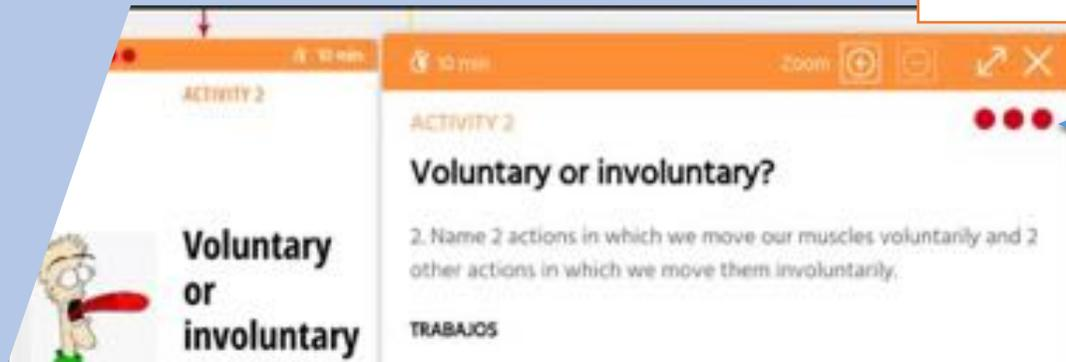 10 min
ACTIVITY 2
Voluntary
or
involuntary
10 min
Zoom
ACTIVITY 2
Voluntary or involuntary?
2. Name 2 actions in which we move our muscles voluntarily and 2
other actions in which we move them involuntarily.
TRABAJOS